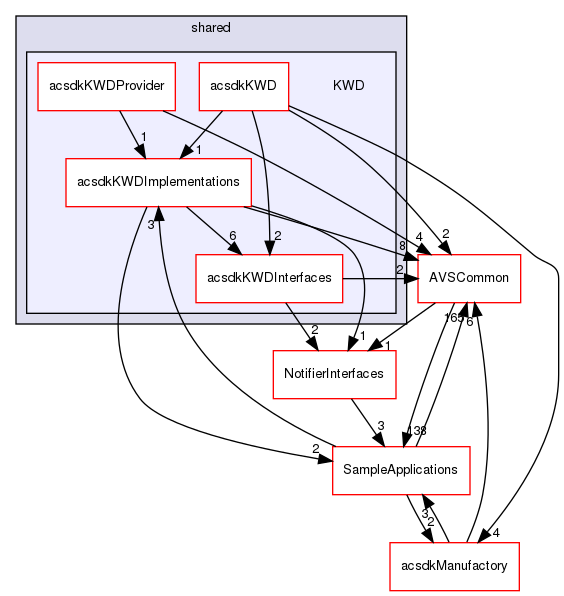 shared
acsdkKWDProvider
acsdkKWD
KWD
1
1
acsdkKWDImplementations
3
6
2
4
2
8
acsdkKWDInterfaces
2
AVSCommon
2
1
1
165
6
NotifierInterfaces
3
138
2
SampleApplications
3
2
4
acsdkManufactory